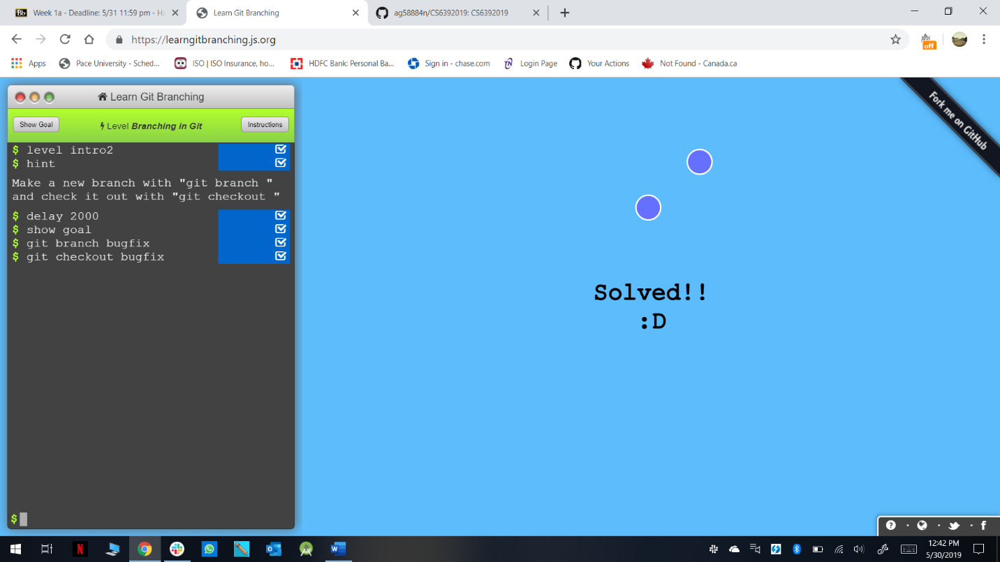 Bb Week 1a - Deadline: 5/31 11:59 pm - Ha
Learn Git Branching
ag58884n/CS6392019: CS6392019
https://learngitbranching.js.org
off
Apps
Pace University - Sched...
ISO | ISO Insurance, ho...
HDFC Bank: Personal Ba...
Sign in - chase.com
Login Page
Your Actions
Not Found - Canada.ca
Learn Git Branching
Show Goal
Level Branching in Git
Instructions
$ level intro2
$ hint
Make a new branch with "git branch "
and check it out with "git checkout "
$ delay 2000
$ show goal
$ git branch bugfix
$ git checkout bugfix
$
Solved!!
:D
Fork me on GitHub
12:42 PM
5/30/2019